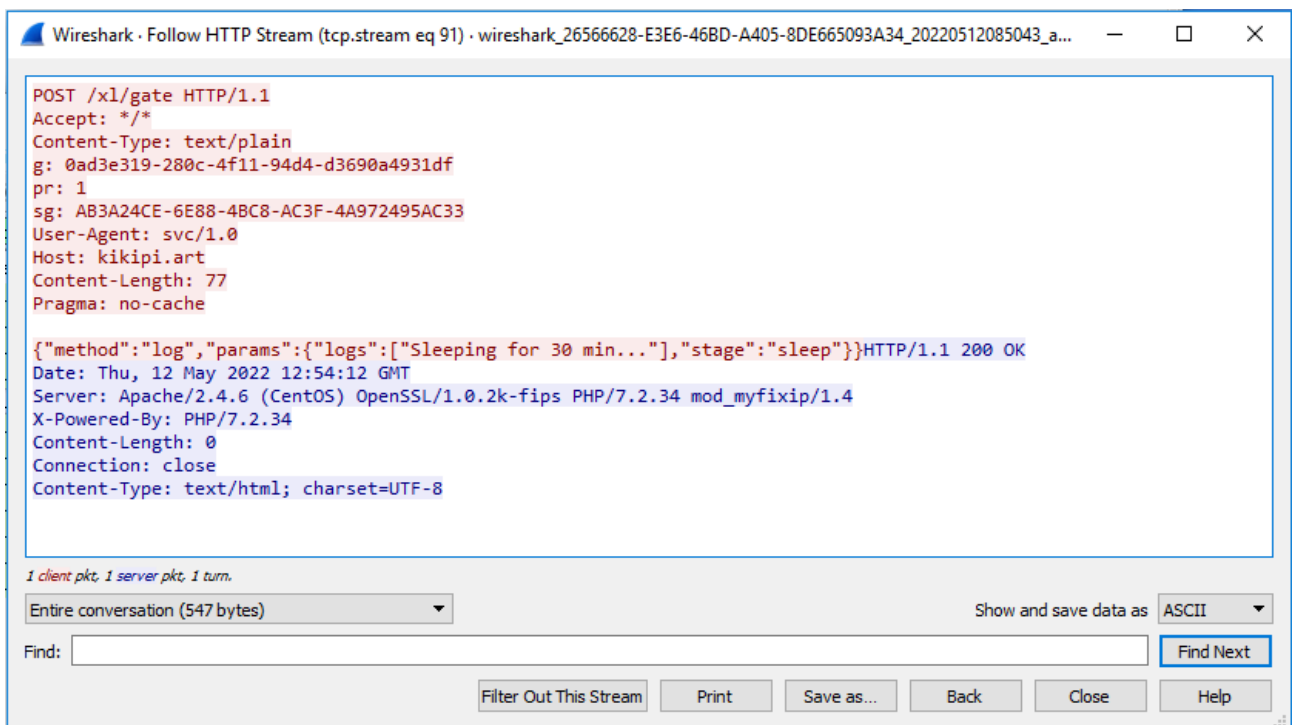 Wireshark · Follow HTTP Stream (tcp.stream eq 91) · wireshark_26566628-E3E6-46BD-A405-8DE665093A34_20220512085043_a...
POST /xl/gate HTTP/1.1
Accept: */*
Content-Type: text/plain
g: 0ad3e319-280c-4f11-94d4-d3690a4931df
pr: 1
sg: AB3A24CE-6E88-4BC8-AC3F-4A972495AC33
User-Agent: svc/1.0
Host: kikipi.art
Content-Length: 77
Pragma: no-cache
{"method":"log","params":{"logs":["Sleeping for 30 min..."],"stage":"sleep"}}HTTP/1.1 200 OK
Date: Thu, 12 May 2022 12:54:12 GMT
Server: Apache/2.4.6 (CentOS) OpenSSL/1.0.2k-fips PHP/7.2.34 mod_myfixip/1.4
X-Powered-By: PHP/7.2.34
Content-Length: 0
Connection: close
Content-Type: text/html; charset=UTF-8
1 client pkt, 1 server pkt, 1 turn.
Entire conversation (547 bytes) Show and save data as ASCII
Find: Find Next
Filter Out This Stream Print Save as... Back Close Help